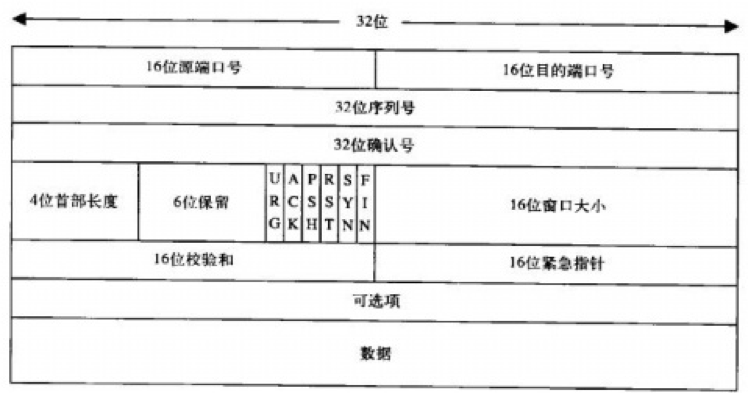 32位
16位源端口号 16位目的端口号
32位序列号
32位确认号
4位首部长度 6位保留 URG ACK PSH RST SYN FIN 16位窗口大小
16位校验和 16位紧急指针
可选项
数据